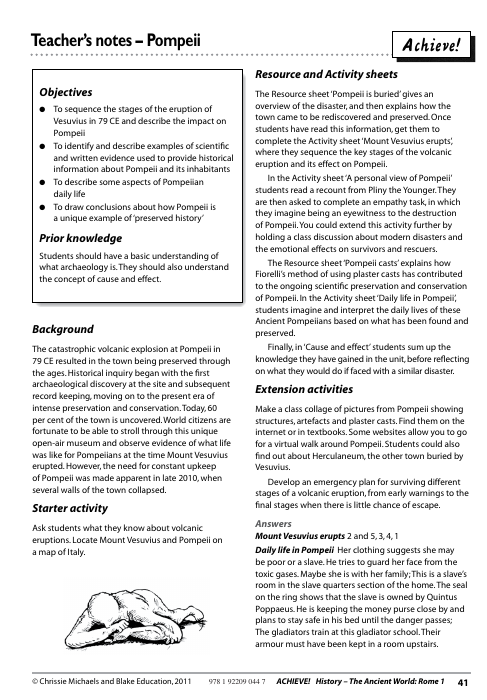 Teacher's notes – Pompeii
Achieve!
Objectives
● To sequence the stages of the eruption of
Vesuvius in 79 CE and describe the impact on
Pompeii
● To identify and describe examples of scientific
and written evidence used to provide historical
information about Pompeii and its inhabitants
● To describe some aspects of Pompeiian
daily life
● To draw conclusions about how Pompeii is
a unique example of 'preserved history'
Prior knowledge
Students should have a basic understanding of
what archaeology is. They should also understand
the concept of cause and effect.
Background
The catastrophic volcanic explosion at Pompeii in
79 CE resulted in the town being preserved through
the ages. Historical inquiry began with the first
archaeological discovery at the site and subsequent
record keeping, moving on to the present era of
intense preservation and conservation. Today, 60
per cent of the town is uncovered. World citizens are
fortunate to be able to stroll through this unique
open-air museum and observe evidence of what life
was like for Pompeiians at the time Mount Vesuvius
erupted. However, the need for constant upkeep
of Pompeii was made apparent in late 2010, when
several walls of the town collapsed.
Starter activity
Ask students what they know about volcanic
eruptions. Locate Mount Vesuvius and Pompeii on
a map of Italy.
Resource and Activity sheets
The Resource sheet 'Pompeii is buried' gives an
overview of the disaster, and then explains how the
town came to be rediscovered and preserved. Once
students have read this information, get them to
complete the Activity sheet 'Mount Vesuvius erupts',
where they sequence the key stages of the volcanic
eruption and its effect on Pompeii.
In the Activity sheet 'A personal view of Pompeii'
students read a recount from Pliny the Younger. They
are then asked to complete an empathy task, in which
they imagine being an eyewitness to the destruction
of Pompeii. You could extend this activity further by
holding a class discussion about modern disasters and
the emotional effects on survivors and rescuers.
The Resource sheet 'Pompeii casts' explains how
Fiorelli's method of using plaster casts has contributed
to the ongoing scientific preservation and conservation
of Pompeii. In the Activity sheet 'Daily life in Pompeii',
students imagine and interpret the daily lives of these
Ancient Pompeiians based on what has been found and
preserved.
Finally, in 'Cause and effect' students sum up the
knowledge they have gained in the unit, before reflecting
on what they would do if faced with a similar disaster.
Extension activities
Make a class collage of pictures from Pompeii showing
structures, artefacts and plaster casts. Find them on the
internet or in textbooks. Some websites allow you to go
for a virtual walk around Pompeii. Students could also
find out about Herculaneum, the other town buried by
Vesuvius.
Develop an emergency plan for surviving different
stages of a volcanic eruption, from early warnings to the
final stages when there is little chance of escape.
Answers
Mount Vesuvius erupts 2 and 5, 3, 4, 1
Daily life in Pompeii Her clothing suggests she may
be poor or a slave. He tries to guard her face from the
toxic gases. Maybe she is with her family; This is a slave's
room in the slave quarters section of the home. The seal
on the ring shows that the slave is owned by Quintus
Poppaeus. He is keeping the money purse close by and
plans to stay safe in his bed until the danger passes;
The gladiators train at this gladiator school. Their
armour must have been kept in a room upstairs.
© Chrissie Michaels and Blake Education, 2011 978 1 92209 044 7 ACHIEVE! History – The Ancient World: Rome 1 41